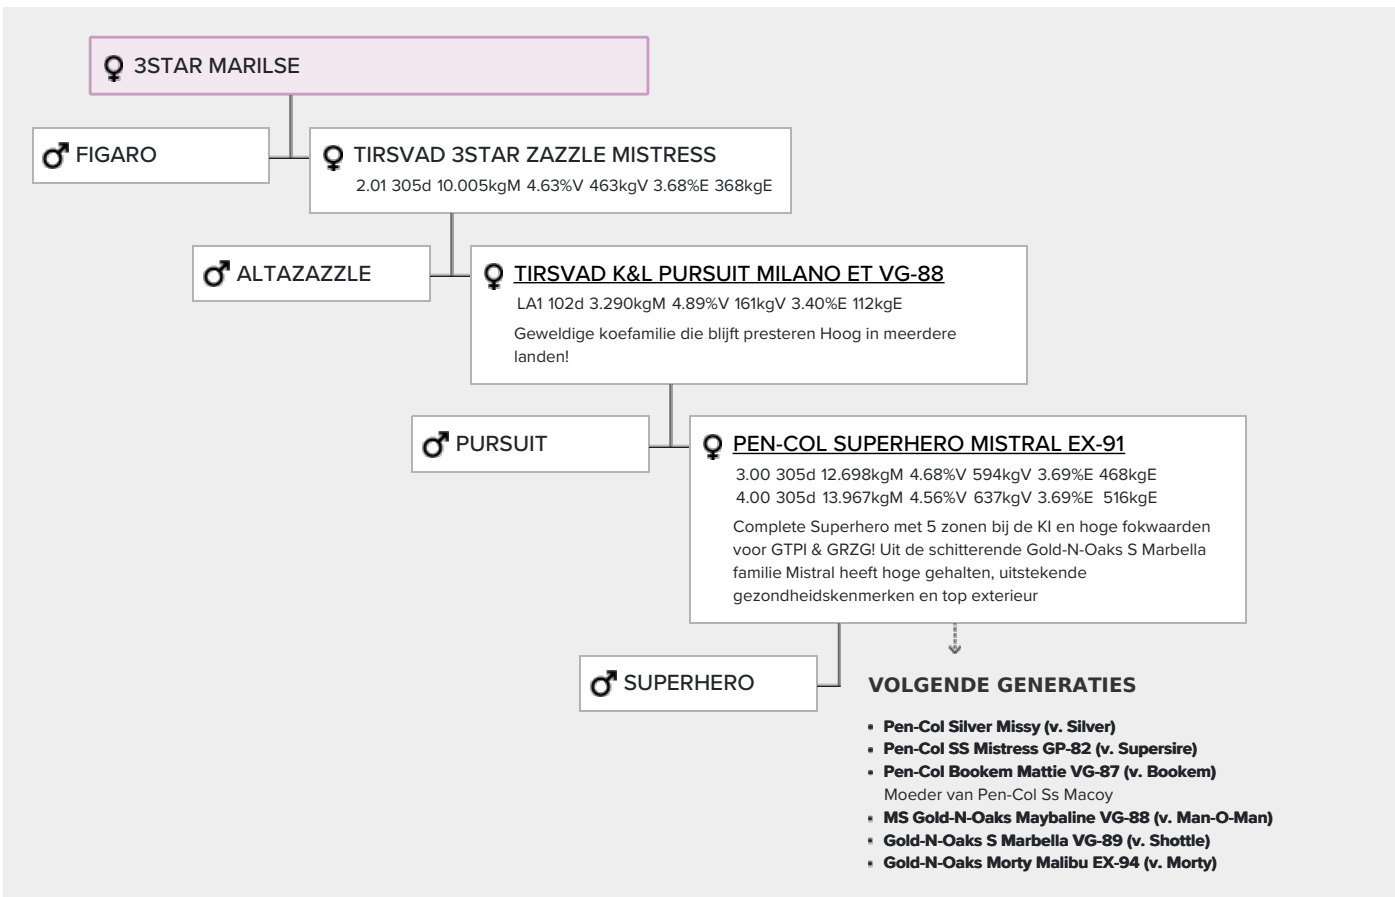 3STAR MARILSE
FIGARO
TIRSVAD 3STAR ZAZZLE MISTRESS
2.01 305d 10.005kgM 4.63%V 463kgV 3.68%E 368kgE
ALTAZAZZLE
TIRSVAD K&L PURSUIT MILANO ET VG-88
LA1 102d 3.290kgM 4.89%V 161kgV 3.40%E 112kgE
Geweldige koefamilie die blijft presteren Hoog in meerdere
landen!
PURSUIT
PEN-COL SUPERHERO MISTRAL EX-91
3.00 305d 12.698kgM 4.68%V 594kgV 3.69%E 468kgE
4.00 305d 13.967kgM 4.56%V 637kgV 3.69%E 516kgE
Complete Superhero met 5 zonen bij de KI en hoge fokwaarden
voor GTPI & GRZG! Uit de schitterende Gold-N-Oaks S Marbella
familie Mistral heeft hoge gehalten, uitstekende
gezondheidskenmerken en top exterieur
SUPERHERO
VOLGENDE GENERATIES
Pen-Col Silver Missy (v. Silver)
Pen-Col SS Mistress GP-82 (v. Supersire)
Pen-Col Bookem Mattie VG-87 (v. Bookem)
Moeder van Pen-Col Ss Macoy
MS Gold-N-Oaks Maybaline VG-88 (v. Man-O-Man)
Gold-N-Oaks S Marbella VG-89 (v. Shottle)
Gold-N-Oaks Morty Malibu EX-94 (v. Morty)